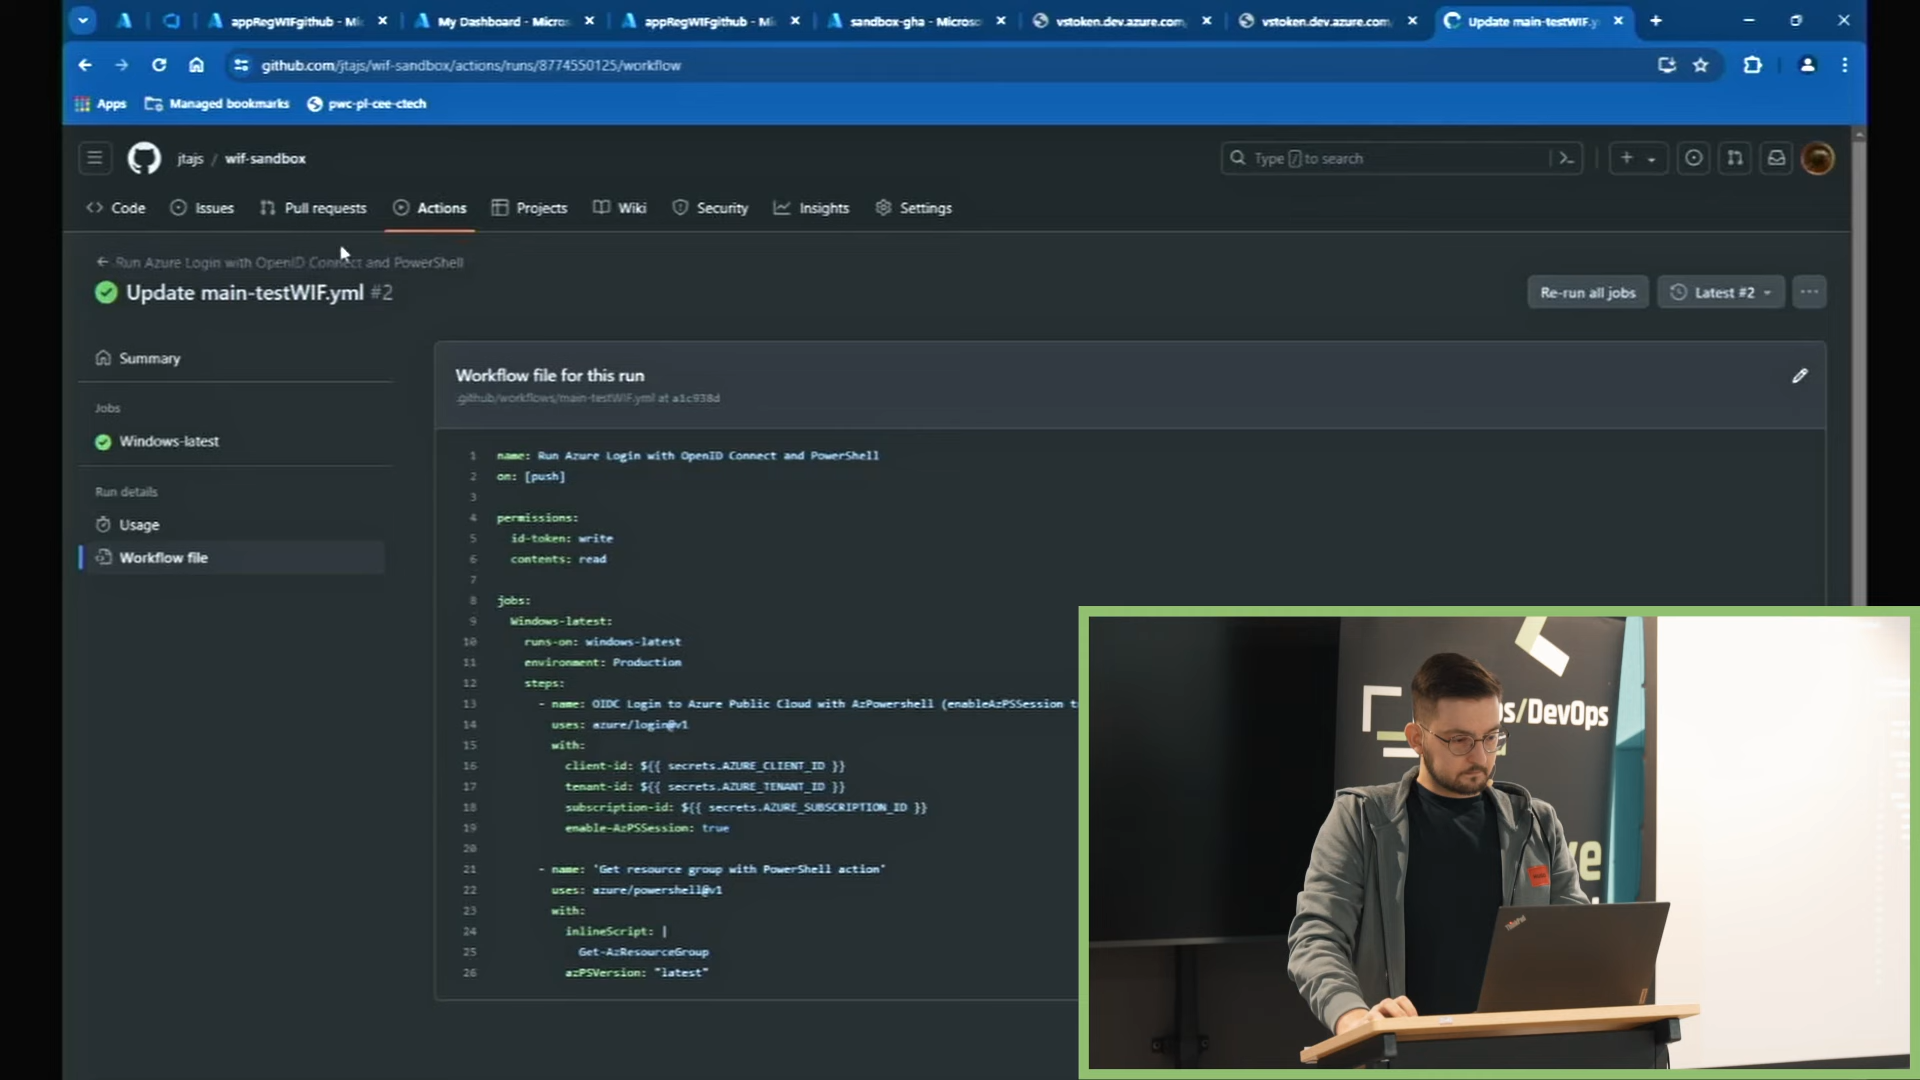 appRegWIFgithub - Mi
My Dashboard - Micros
appRegWIFgithub - Mi
sandbox-gha - Microso
vstoken.dev.azure.com
vstoken.dev.azure.com
Update main-testWIF.y
github.com/jtajs/wif-sandbox/actions/runs/8774550125/workflow
Apps
Managed bookmarks
pwc-pl-cee-ctech
jtajs / wif-sandbox
Type / to search
Code
Issues
Pull requests
Actions
Projects
Wiki
Security
Insights
Settings
Run Azure Login with OpenID Connect and PowerShell
Update main-testWIF.yml #2
Re-run all jobs
Latest #2
Summary
Jobs
Windows-latest
Run details
Usage
Workflow file
Workflow file for this run
.github/workflows/main-testWIF.yml at a1c938d
1 name: Run Azure Login with OpenID Connect and PowerShell
2 on: [push]
3
4 permissions:
5 id-token: write
6 contents: read
7
8 jobs:
9 Windows-latest:
10 runs-on: windows-latest
11 environment: Production
12 steps:
13 - name: OIDC Login to Azure Public Cloud with AzPowershell (enableAzPSSession t
14 uses: azure/login@v1
15 with:
16 client-id: ${{ secrets.AZURE_CLIENT_ID }}
17 tenant-id: ${{ secrets.AZURE_TENANT_ID }}
18 subscription-id: ${{ secrets.AZURE_SUBSCRIPTION_ID }}
19 enable-AzPSSession: true
20
21 - name: 'Get resource group with PowerShell action'
22 uses: azure/powershell@v1
23 with:
24 inlineScript: |
25 Get-AzResourceGroup
26 azPSVersion: "latest"
s/DevOps
ve
ThinkPad